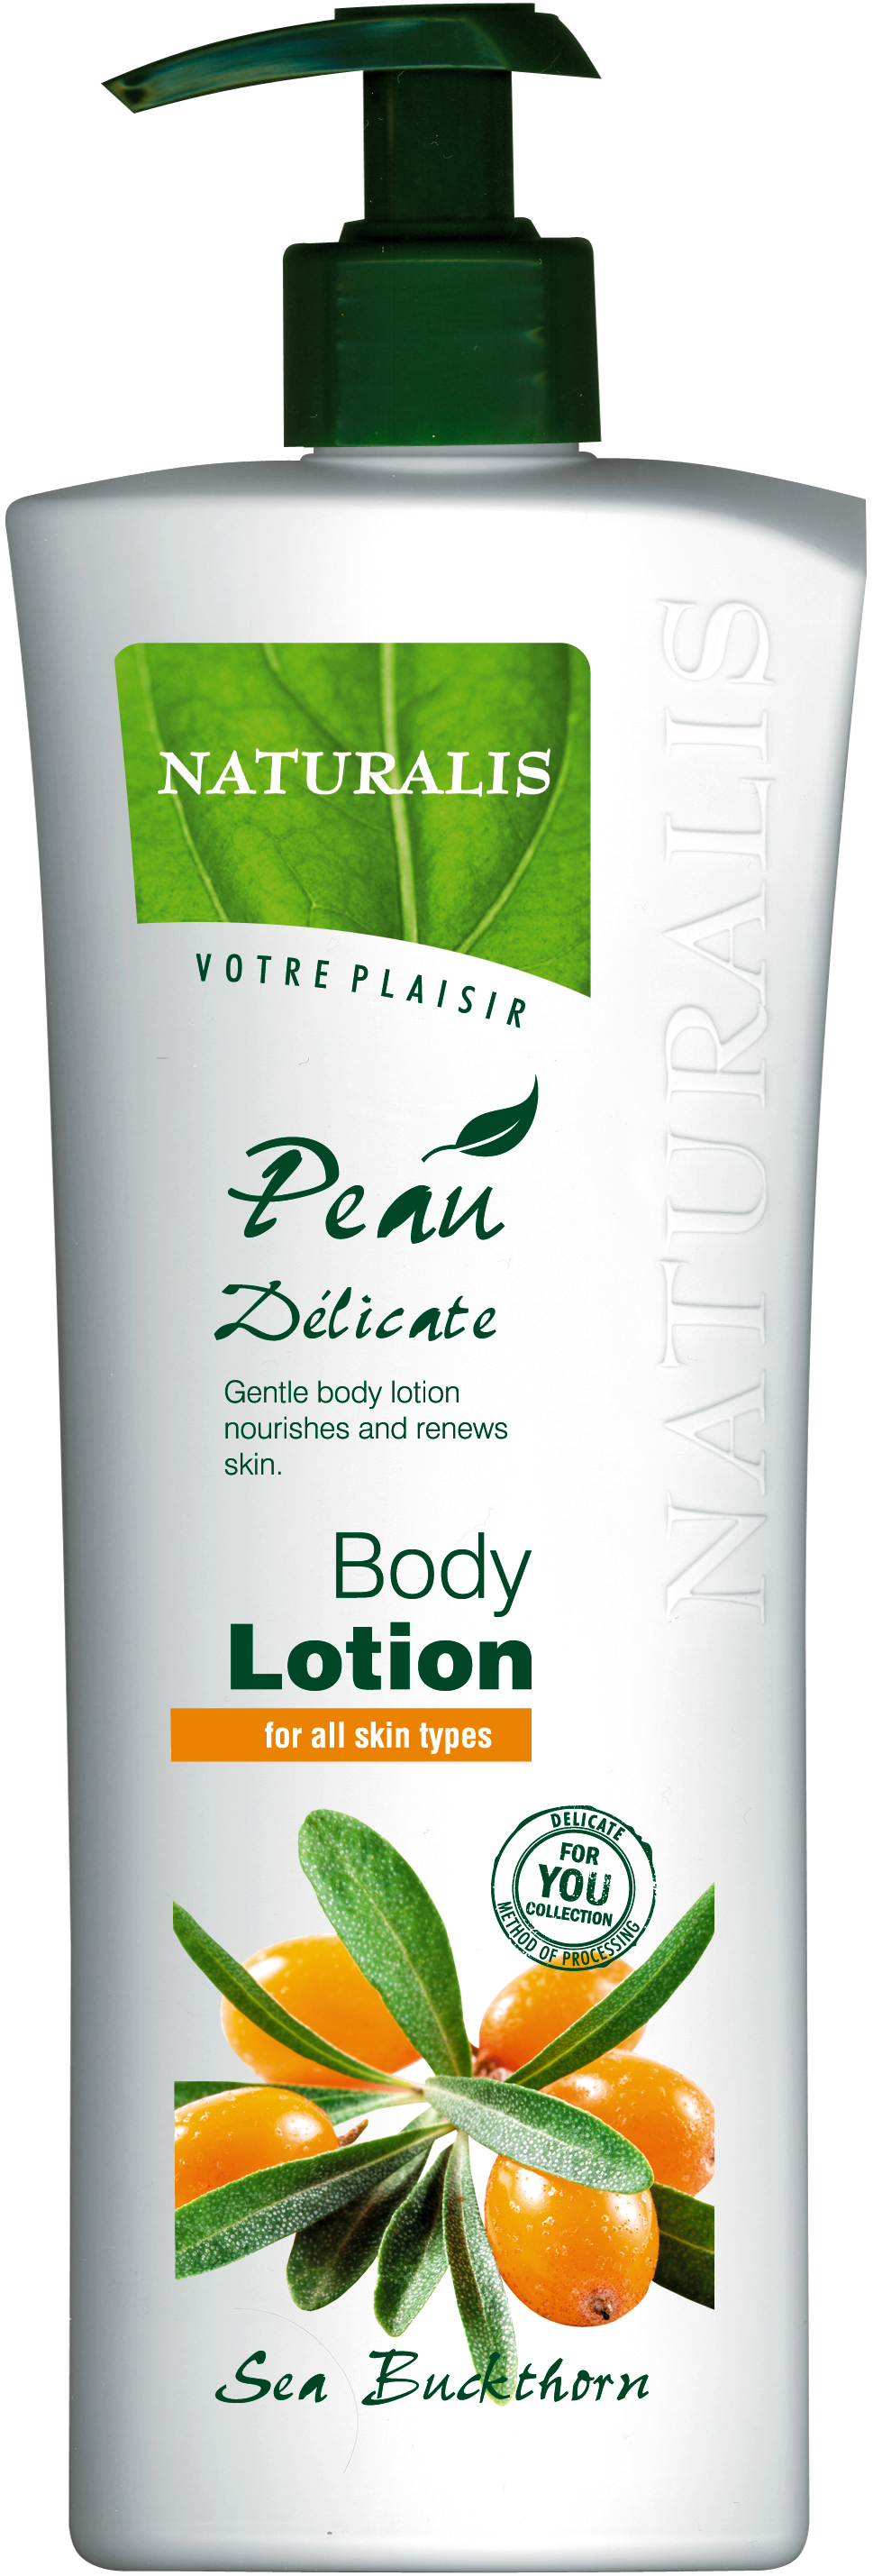 NATURALIS
VOTRE PLAISIR
Peau
Délicate
Gentle body lotion
nourishes and renews
skin.
Body
Lotion
for all skin types
DELICATE
FOR
YOU
COLLECTION
METHOD OF PROCESSING
Sea Buckthorn
NATURALIS